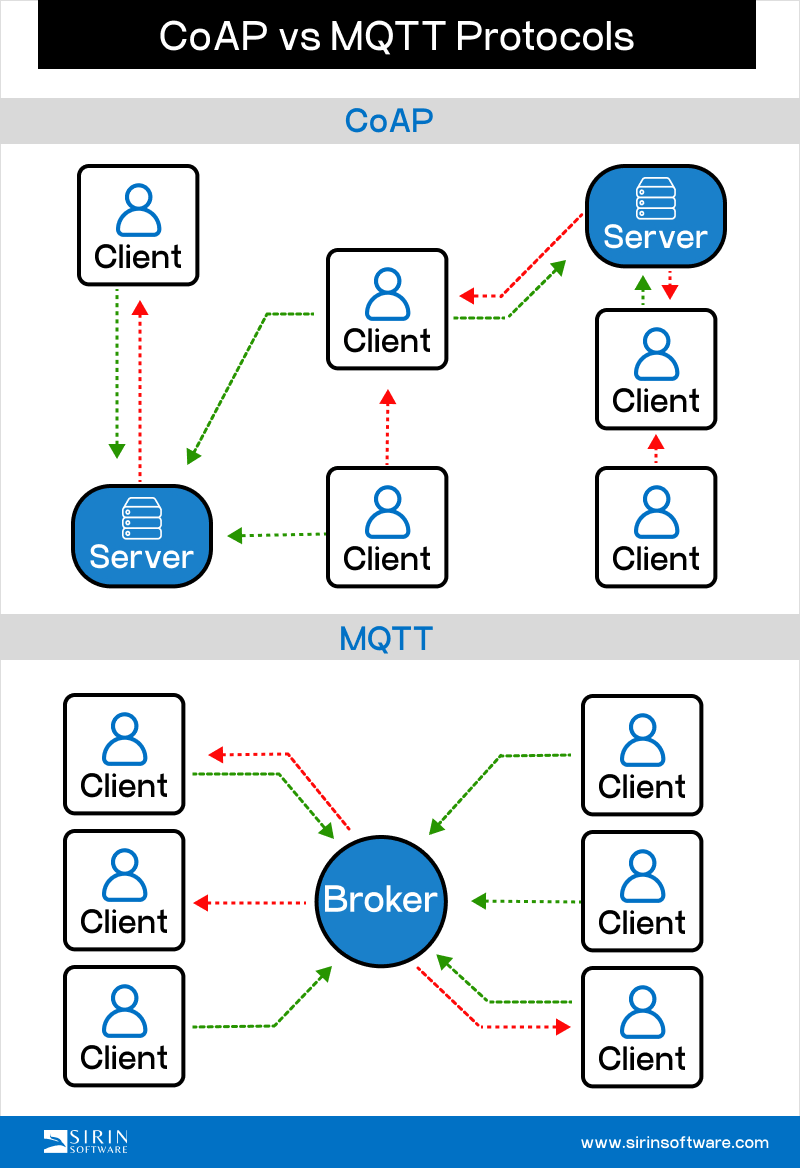 CoAP vs MQTT Protocols
CoAP
Client
Server
Client
Client
Server
Client
Client
MQTT
Client
Client
Client
Client
Broker
Client
Client
SIRIN
SOFTWARE
www.sirinsoftware.com